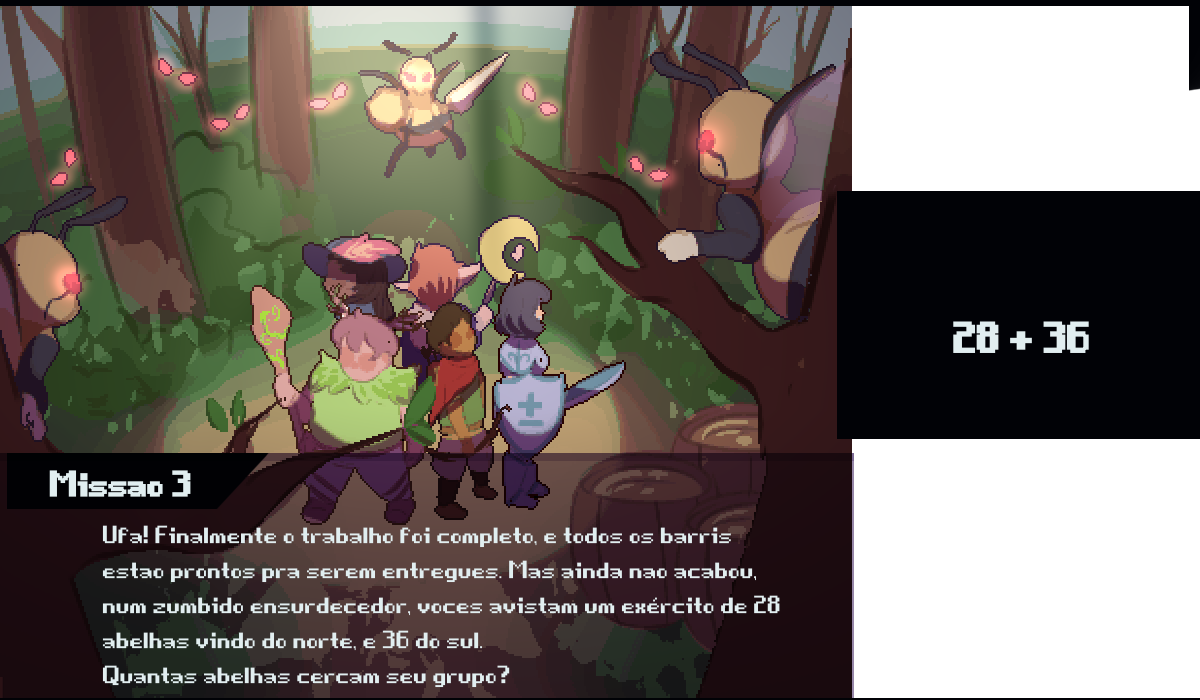 28 + 36
Missao 3
Ufa! Finalmente o trabalho foi completo, e todos os barris
estao prontos pra serem entregues. Mas ainda nao acabou,
num zumbido ensurdecedor, voces avistam um exército de 28
abelhas vindo do norte, e 36 do sul.
Quantas abelhas cercam seu grupo?